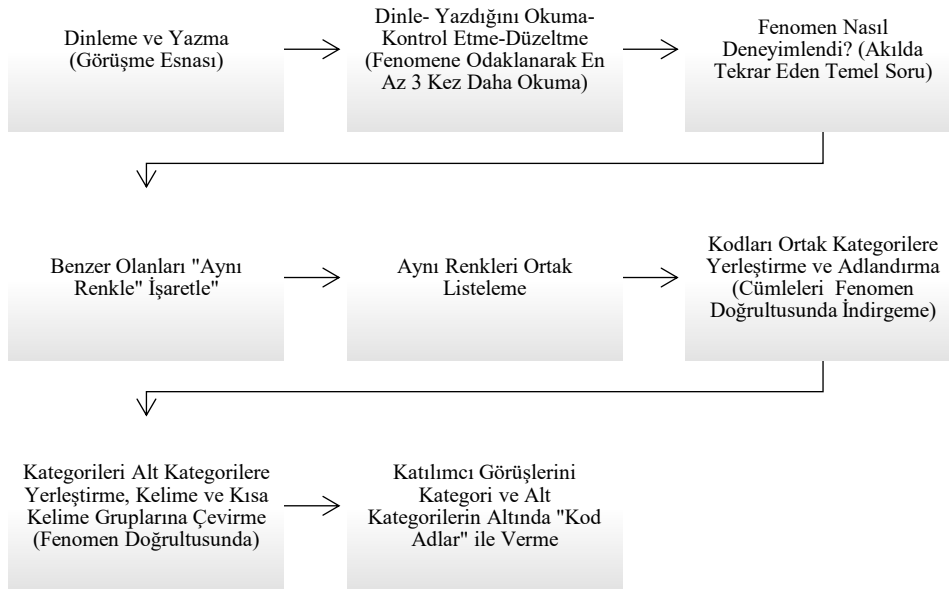 Dinleme ve Yazma
(Görüşme Esnası)
Dinle- Yazdığını Okuma-
Kontrol Etme-Düzeltme
(Fenomene Odaklanarak En
Az 3 Kez Daha Okuma)
Fenomen Nasıl
Deneyimlendi? (Akılda
Tekrar Eden Temel Soru)
Benzer Olanları "Aynı
Renkle" İşaretle"
Aynı Renkleri Ortak
Listeleme
Kodları Ortak Kategorilere
Yerleştirme ve Adlandırma
(Cümleleri Fenomen
Doğrultusunda İndirgeme)
Kategorileri Alt Kategorilere
Yerleştirme, Kelime ve Kısa
Kelime Gruplarına Çevirme
(Fenomen Doğrultusunda)
Katılımcı Görüşlerini
Kategori ve Alt
Kategorilerin Altında "Kod
Adlar" ile Verme